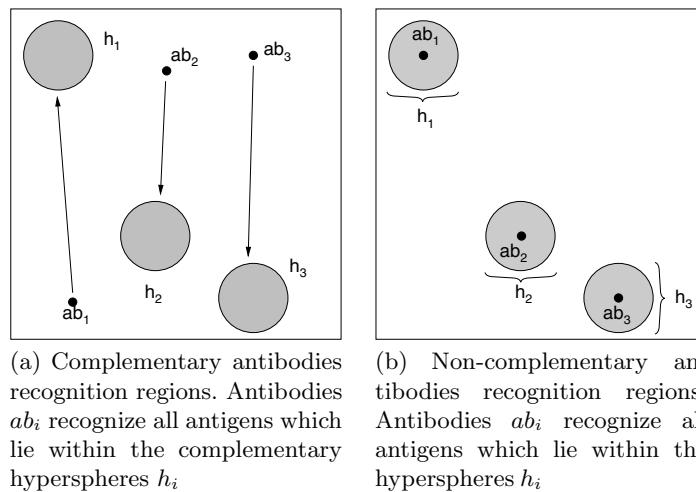 h1
ab2
ab3
ab1
h2
h3
ab1
h1
ab2
h2
ab3
h3
(a) Complementary antibodies
recognition regions. Antibodies
abi recognize all antigens which
lie within the complementary
hyperspheres hi
(b) Non-complementary an
tibodies recognition regions
Antibodies abi recognize al
antigens which lie within th
hyperspheres hi